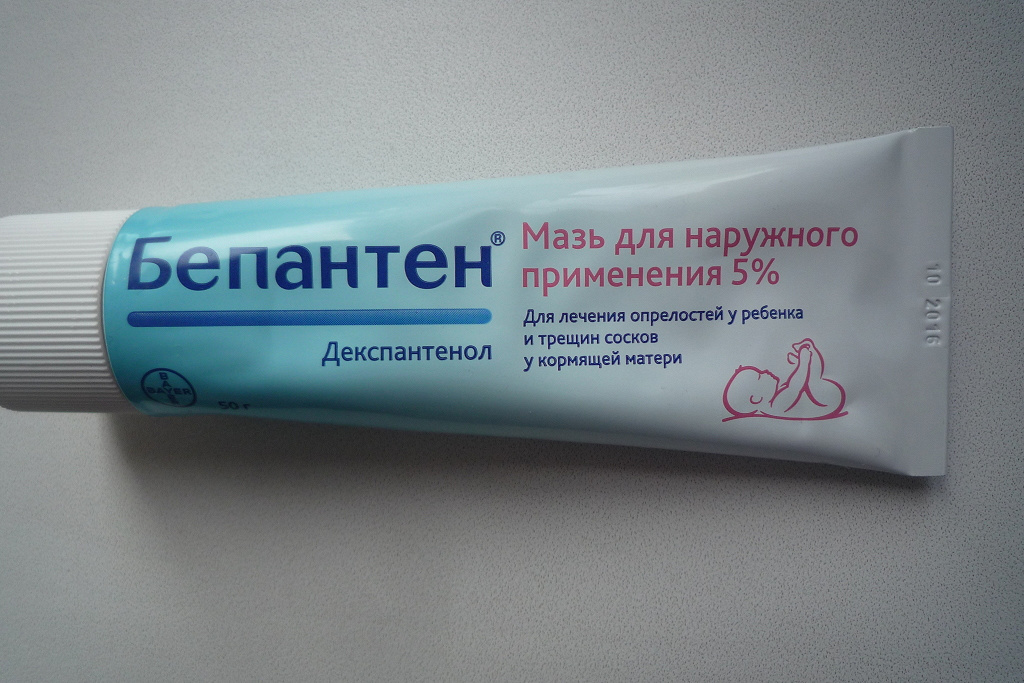 Бепантен®
Декспантенол
BAYER
BAYER
50 г
Мазь для наружного
применения 5%
Для лечения опрелостей у ребенка
и трещин сосков
у кормящей матери
10 2016